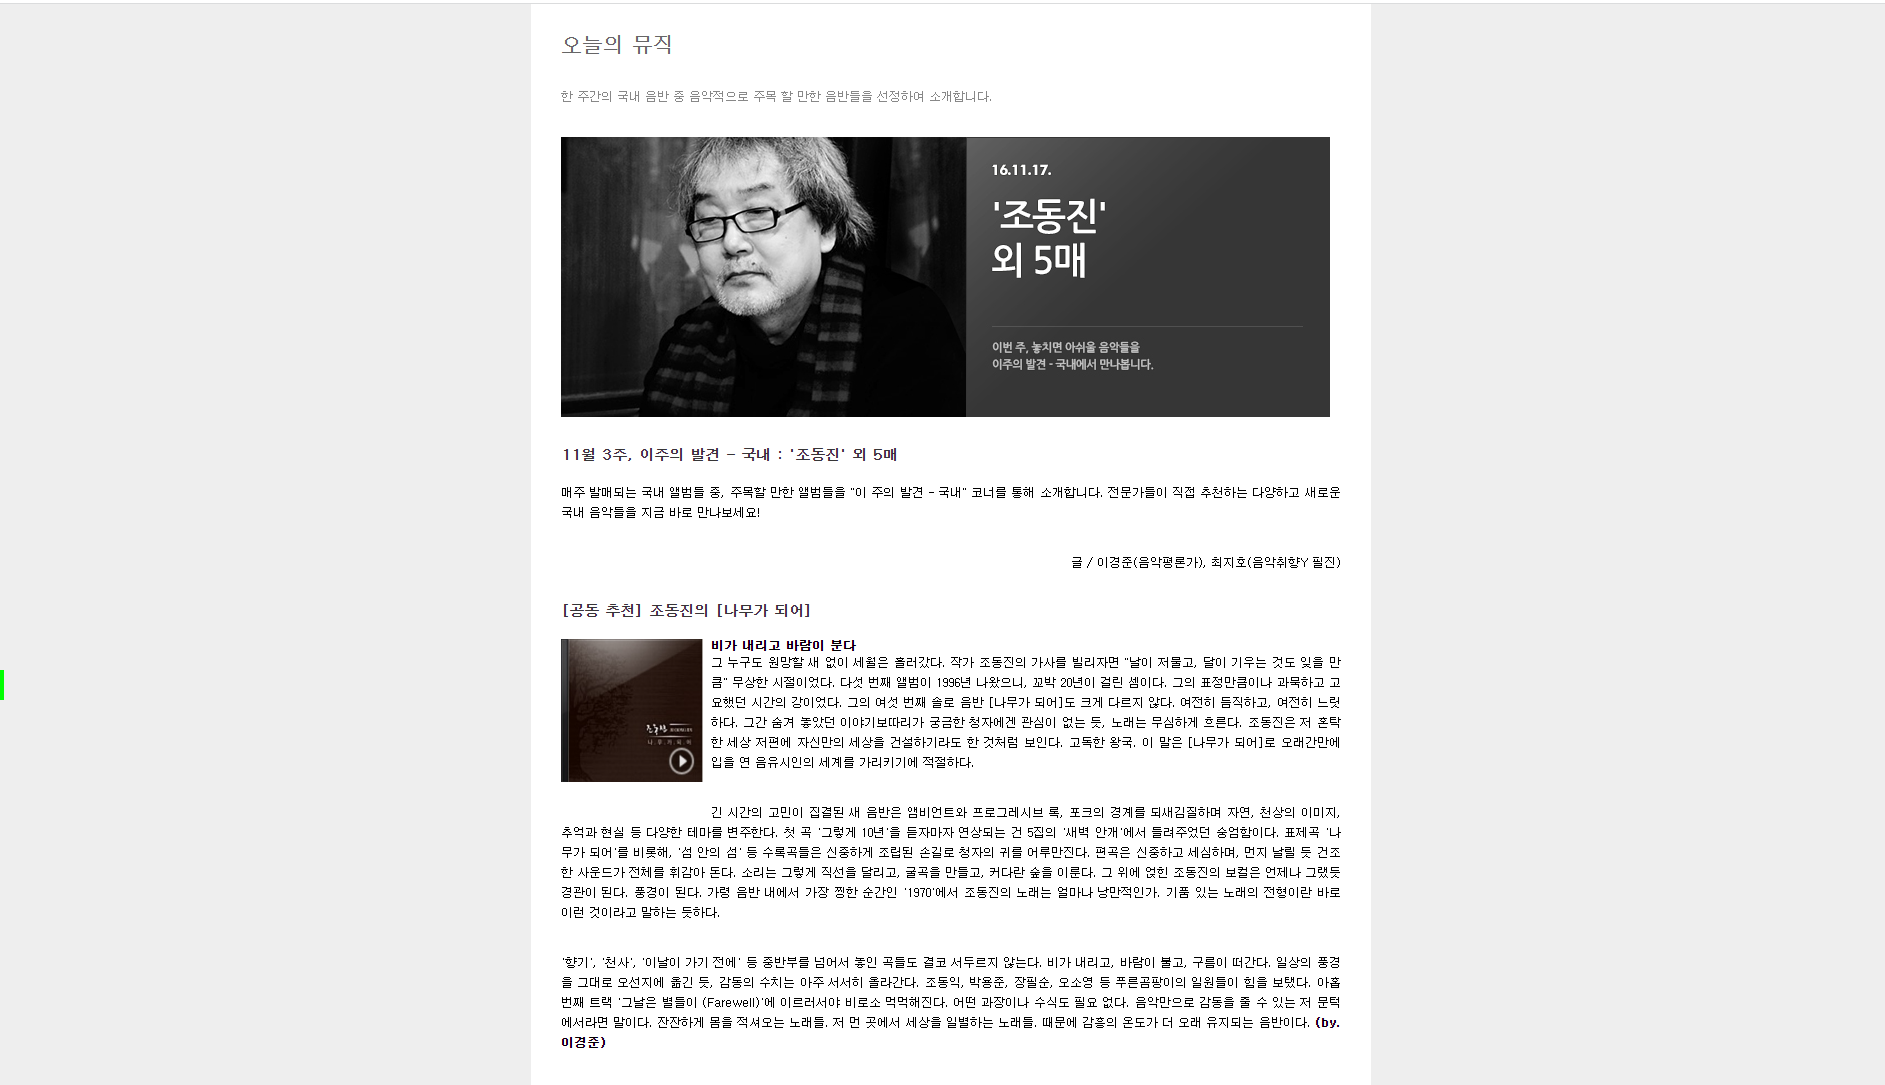 오늘의 뮤직
한 주간의 국내 음반 중 음악적으로 주목 할 만한 음반들을 선정하여 소개합니다.
16.11.17.
'조동진'
외 5매
이번 주, 놓치면 아쉬울 음악들을
이주의 발견 - 국내에서 만나봅니다.
11월 3주, 이주의 발견 - 국내 : '조동진' 외 5매
매주 발매되는 국내 앨범들 중, 주목할 만한 앨범들을 "이 주의 발견 - 국내" 코너를 통해 소개합니다. 전문가들이 직접 추천하는 다양하고 새로운
국내 음악들을 지금 바로 만나보세요!
글 / 이경준(음악평론가), 최지호(음악취향Y 필진)
[공동 추천] 조동진의 [나무가 되어]
비가 내리고 바람이 분다
그 누구도 원망할 새 없이 세월은 흘러갔다. 작가 조동진의 가사를 빌리자면 "날이 저물고, 달이 기우는 것도 잊을 만
큼" 무상한 시절이었다. 다섯 번째 앨범이 1996년 나왔으니, 꼬박 20년이 걸린 셈이다. 그의 표정만큼이나 과묵하고 고
요했던 시간의 강이었다. 그의 여섯 번째 솔로 음반 [나무가 되어]도 크게 다르지 않다. 여전히 듬직하고, 여전히 느릿
하다. 그간 숨겨 놓았던 이야기보따리가 궁금한 청자에겐 관심이 없는 듯, 노래는 무심하게 흐른다. 조동진은 저 혼탁
한 세상 저편에 자신만의 세상을 건설하기라도 한 것처럼 보인다. 고독한 왕국. 이 말은 [나무가 되어]로 오래간만에
입을 연 음유시인의 세계를 가리키기에 적절하다.
나무가되어
긴 시간의 고민이 집결된 새 음반은 앰비언트와 프로그레시브 록, 포크의 경계를 되새김질하며 자연, 천상의 이미지,
추억과 현실 등 다양한 테마를 변주한다. 첫 곡 '그렇게 10년'을 듣자마자 연상되는 건 5집의 '새벽 안개'에서 들려주었던 숭엄함이다. 표제곡 '나
무가 되어'를 비롯해, '섬 안의 섬' 등 수록곡들은 신중하게 조립된 손길로 청자의 귀를 어루만진다. 편곡은 신중하고 세심하며, 먼지 날릴 듯 건조
한 사운드가 전체를 휘감아 돈다. 소리는 그렇게 직선을 달리고, 굴곡을 만들고, 커다란 숲을 이룬다. 그 위에 얹힌 조동진의 보컬은 언제나 그랬듯
경관이 된다. 풍경이 된다. 가령 음반 내에서 가장 찡한 순간인 '1970'에서 조동진의 노래는 얼마나 낭만적인가. 기품 있는 노래의 전형이란 바로
이런 것이라고 말하는 듯하다.
'향기', '천사', '이날이 가기 전에' 등 중반부를 넘어서 놓인 곡들도 결코 서두르지 않는다. 비가 내리고, 바람이 불고, 구름이 떠간다. 일상의 풍경
을 그대로 오선지에 옮긴 듯, 감동의 수치는 아주 서서히 올라간다. 조동익, 박용준, 장필순, 오소영 등 푸른곰팡이의 일원들이 힘을 보탰다. 아홉
번째 트랙 '그날은 별들이 (Farewell)'에 이르러서야 비로소 먹먹해진다. 어떤 과장이나 수식도 필요 없다. 음악만으로 감동을 줄 수 있는 저 문턱
에서라면 말이다. 잔잔하게 몸을 적셔오는 노래들. 저 먼 곳에서 세상을 일별하는 노래들. 때문에 감흥의 온도가 더 오래 유지되는 음반이다. (by.
이경준)